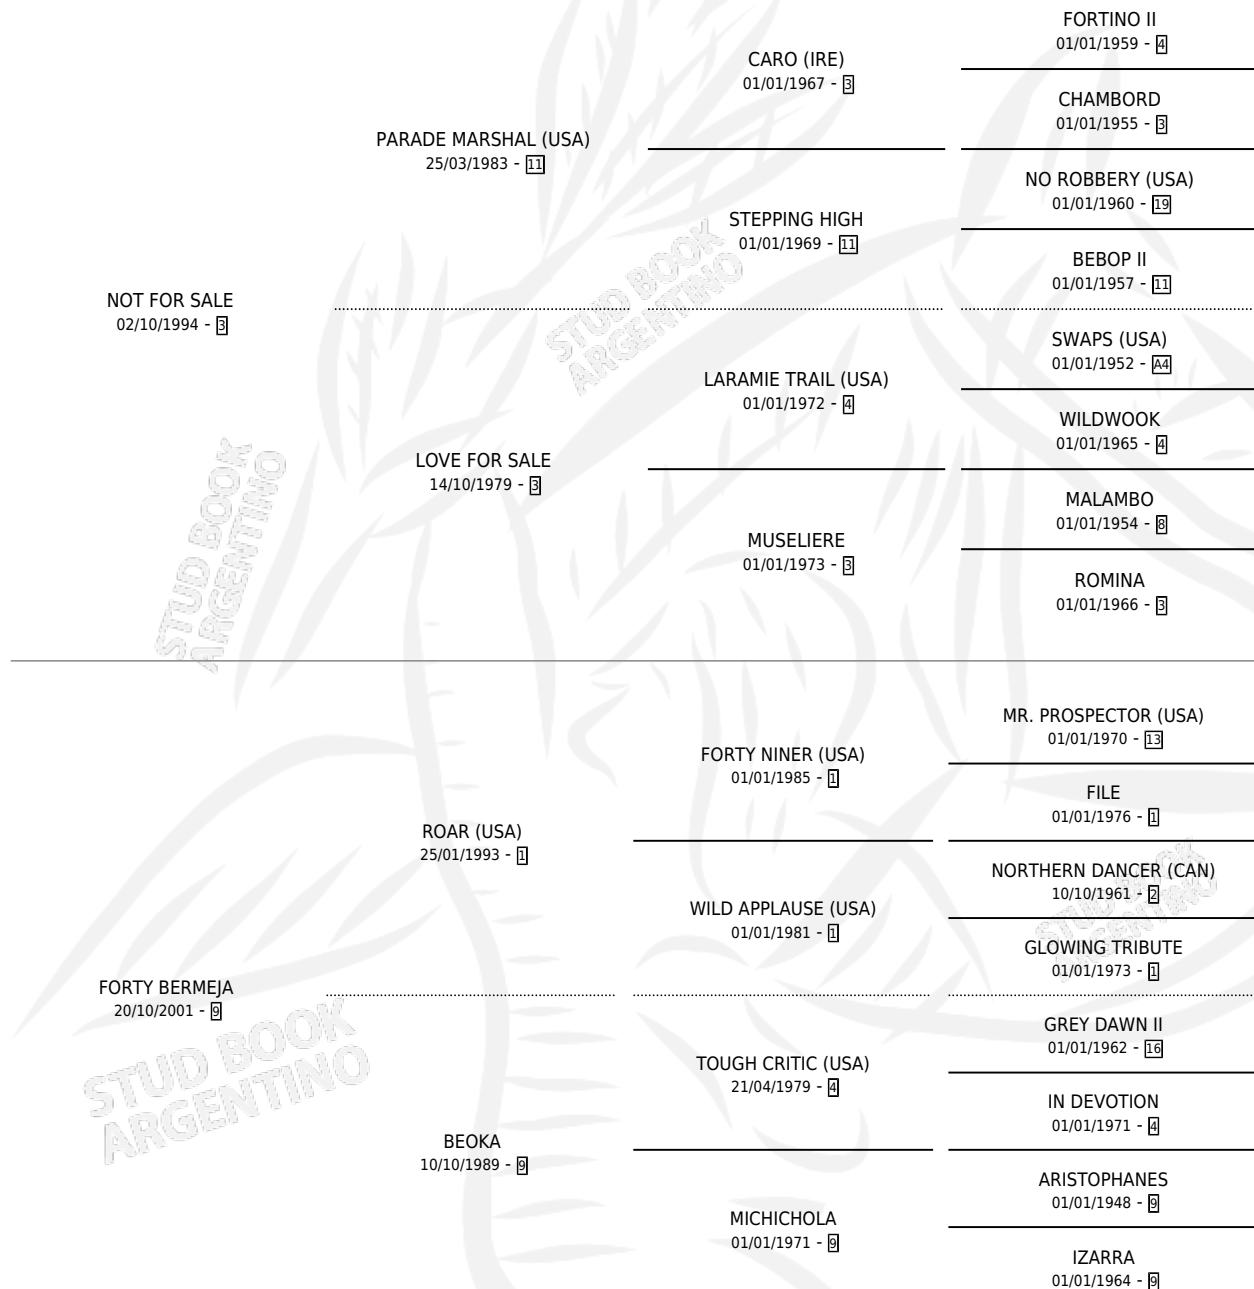 FORTINO II
01/01/1959 - 4
CARO (IRE)
01/01/1967 - 3
CHAMBORD
01/01/1955 - 3
PARADE MARSHAL (USA)
25/03/1983 - 11
NO ROBBERY (USA)
01/01/1960 - 19
STEPPING HIGH
01/01/1969 - 11
BEBOP II
01/01/1957 - 11
NOT FOR SALE
02/10/1994 - 3
SWAPS (USA)
01/01/1952 - A4
LARAMIE TRAIL (USA)
01/01/1972 - 4
WILDWOOK
01/01/1965 - 4
LOVE FOR SALE
14/10/1979 - 3
MALAMBO
01/01/1954 - 8
MUSELIERE
01/01/1973 - 3
ROMINA
01/01/1966 - 3
MR. PROSPECTOR (USA)
01/01/1970 - 13
FORTY NINER (USA)
01/01/1985 - 1
FILE
01/01/1976 - 1
ROAR (USA)
25/01/1993 - 1
NORTHERN DANCER (CAN)
10/10/1961 - 2
WILD APPLAUSE (USA)
01/01/1981 - 1
GLOWING TRIBUTE
01/01/1973 - 1
FORTY BERMEJA
20/10/2001 - 9
GREY DAWN II
01/01/1962 - 16
TOUGH CRITIC (USA)
21/04/1979 - 4
IN DEVOTION
01/01/1971 - 4
BEOKA
10/10/1989 - 9
ARISTOPHANES
01/01/1948 - 9
MICHICHOLA
01/01/1971 - 9
IZARRA
01/01/1964 - 9
STUD BOOK
ARGENTINO
STUD BOOK
ARGENTINO
STUD BOOK
ARGENTINO
STUD BOOK
ARGENTINO